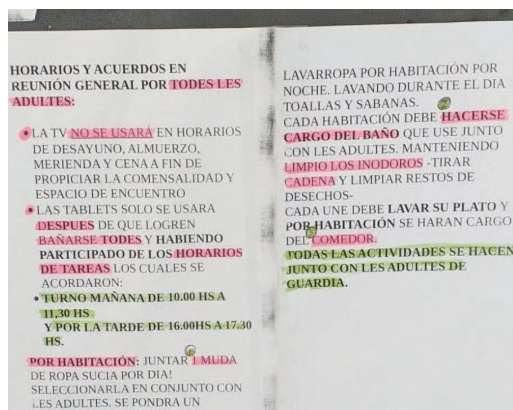 HORARIOS Y ACUERDOS EN
REUNIÓN GENERAL POR TODES LES
ADULTES:
• LA TV NO SE USARÁ EN HORARIOS
DE DESAYUNO, ALMUERZO,
MERIENDA Y CENA A FIN DE
PROPICIAR LA COMENSALIDAD Y
ESPACIO DE ENCUENTRO
• LAS TABLETS SOLO SE USARA
DESPUES DE QUE LOGREN
BAÑARSE TODES Y HABIENDO
PARTICIPADO DE LOS HORARIOS
DE TAREAS LOS CUALES SE
ACORDARON:
• TURNO MAÑANA DE 10.00 HS A
11,30 HS
Y POR LA TARDE DE 16.00HS A 17.30
HS.
POR HABITACIÓN: JUNTAR 1 MUDA
DE ROPA SUCIA POR DIA!
SELECCIONARLA EN CONJUNTO CON
LES ADULTES. SE PONDRA UN
LAVARROPA POR HABITACIÓN POR
NOCHE. LAVANDO DURANTE EL DIA
TOALLAS Y SABANAS.
CADA HABITACIÓN DEBE HACERSE
CARGO DEL BAÑO QUE USE JUNTO
CON LES ADULTES. MANTENIENDO
LIMPIO LOS INODOROS -TIRAR
CADENA Y LIMPIAR RESTOS DE
DESECHOS-
CADA UNE DEBE LAVAR SU PLATO Y
POR HABITACIÓN SE HARAN CARGO
DEL COMEDOR.
TODAS LAS ACTIVIDADES SE HACEN
JUNTO CON LES ADULTES DE
GUARDIA.